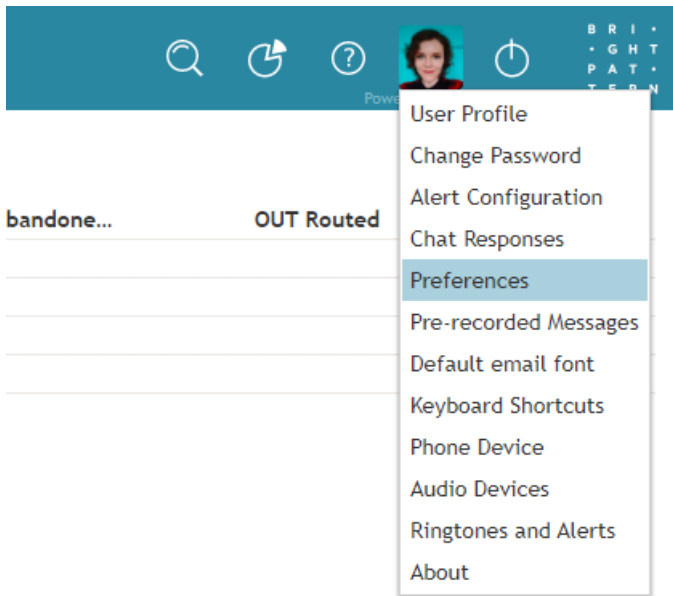 B R I ·
· G H T
P A T ·
T E R N
Powe
User Profile
Change Password
Alert Configuration
bandone... OUT Routed
Chat Responses
Preferences
Pre-recorded Messages
Default email font
Keyboard Shortcuts
Phone Device
Audio Devices
Ringtones and Alerts
About